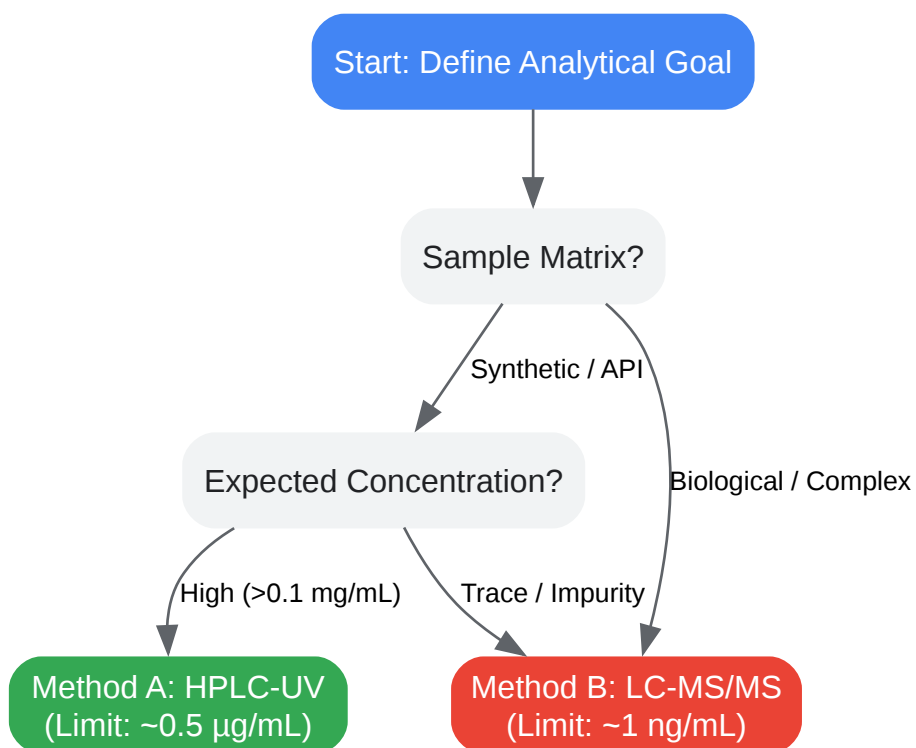 Start: Define Analytical Goal
Sample Matrix?
Synthetic / API
Expected Concentration?
Biological / Complex
High (>0.1 mg/mL)
Trace / Impurity
Method A: HPLC-UV
(Limit: ~0.5 µg/mL)
Method B: LC-MS/MS
(Limit: ~1 ng/mL)